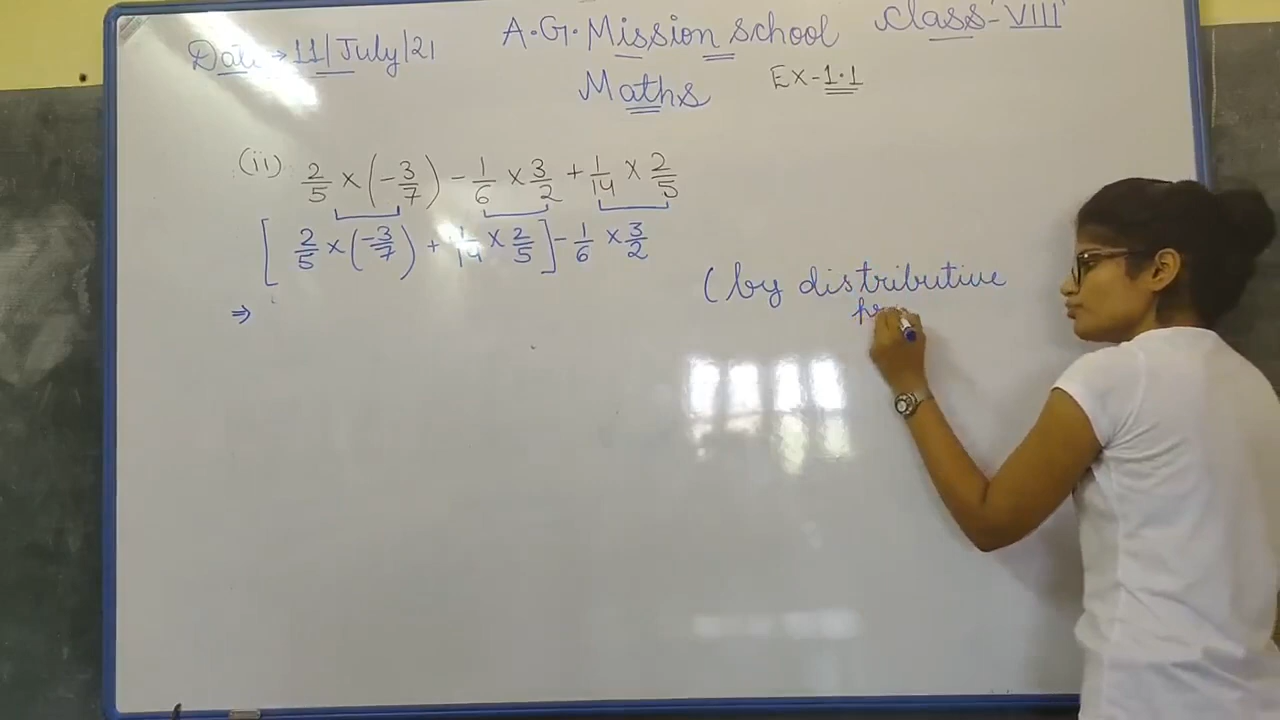 Date → 11/July/21
A.G. Mission school
Class-VIII
Maths
Ex-1.1
(ii) 2/5 × (-3/7) - 1/6 × 3/2 + 1/14 × 2/5
[ 2/5 × (-3/7) + 1/14 × 2/5 ] - 1/6 × 3/2
(by distributive
⇒